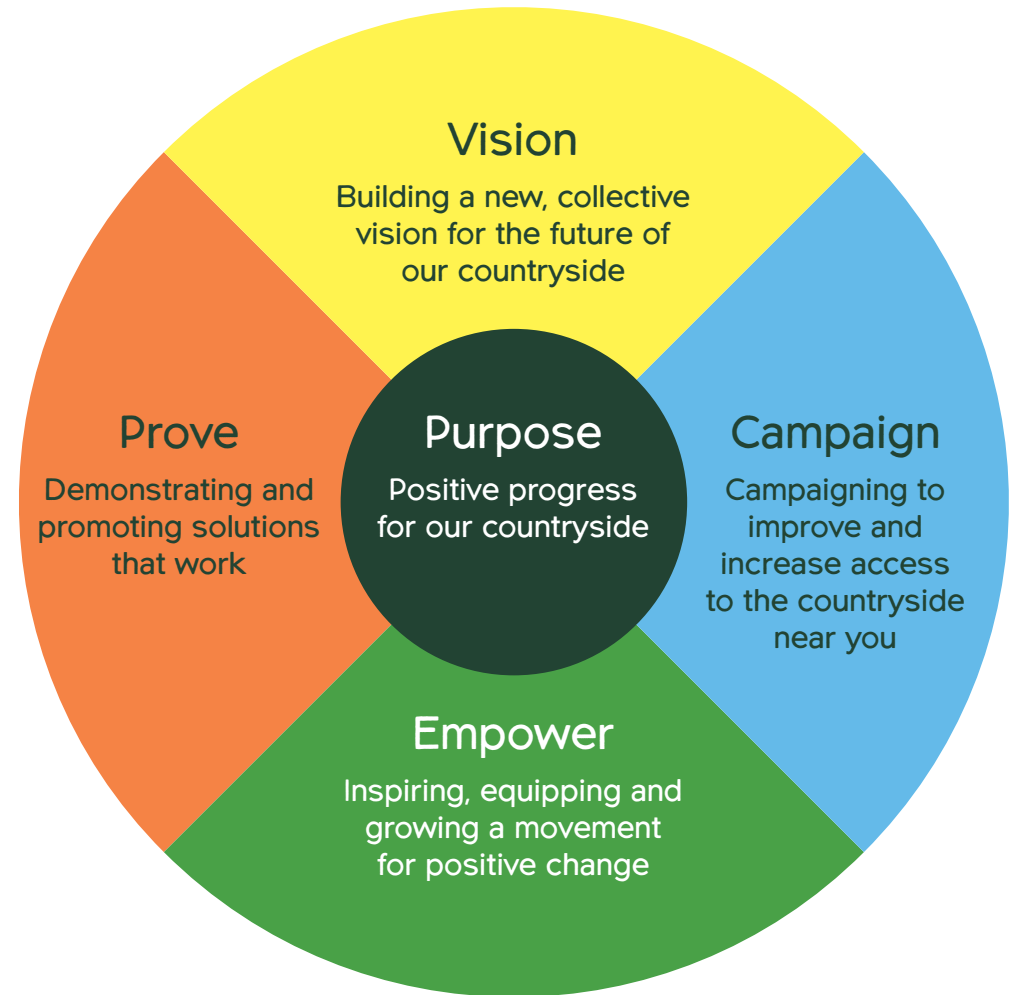 Vision
Building a new, collective
vision for the future of
our countryside
Prove
Demonstrating and
promoting solutions
that work
Purpose
Positive progress
for our countryside
Campaign
Campaigning to
improve and
increase access
to the countryside
near you
Empower
Inspiring, equipping and
growing a movement
for positive change